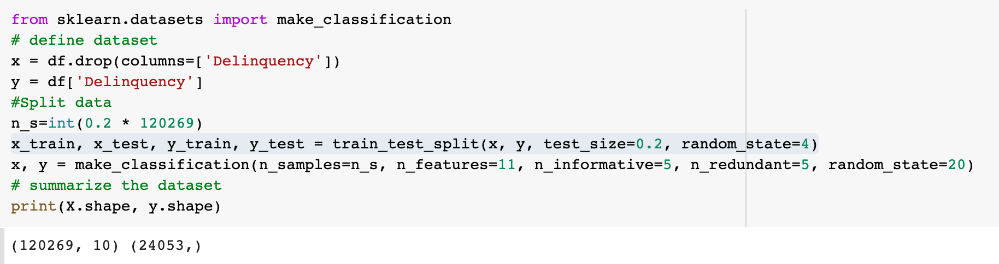 from sklearn.datasets import make_classification
# define dataset
x = df.drop(columns=['Delinquency'])
y = df['Delinquency']
#Split data
n_s=int(0.2 * 120269)
x_train, x_test, y_train, y_test = train_test_split(x, y, test_size=0.2, random_state=4)
x, y = make_classification(n_samples=n_s, n_features=11, n_informative=5, n_redundant=5, random_state=20)
# summarize the dataset
print(X.shape, y.shape)
(120269, 10) (24053,)